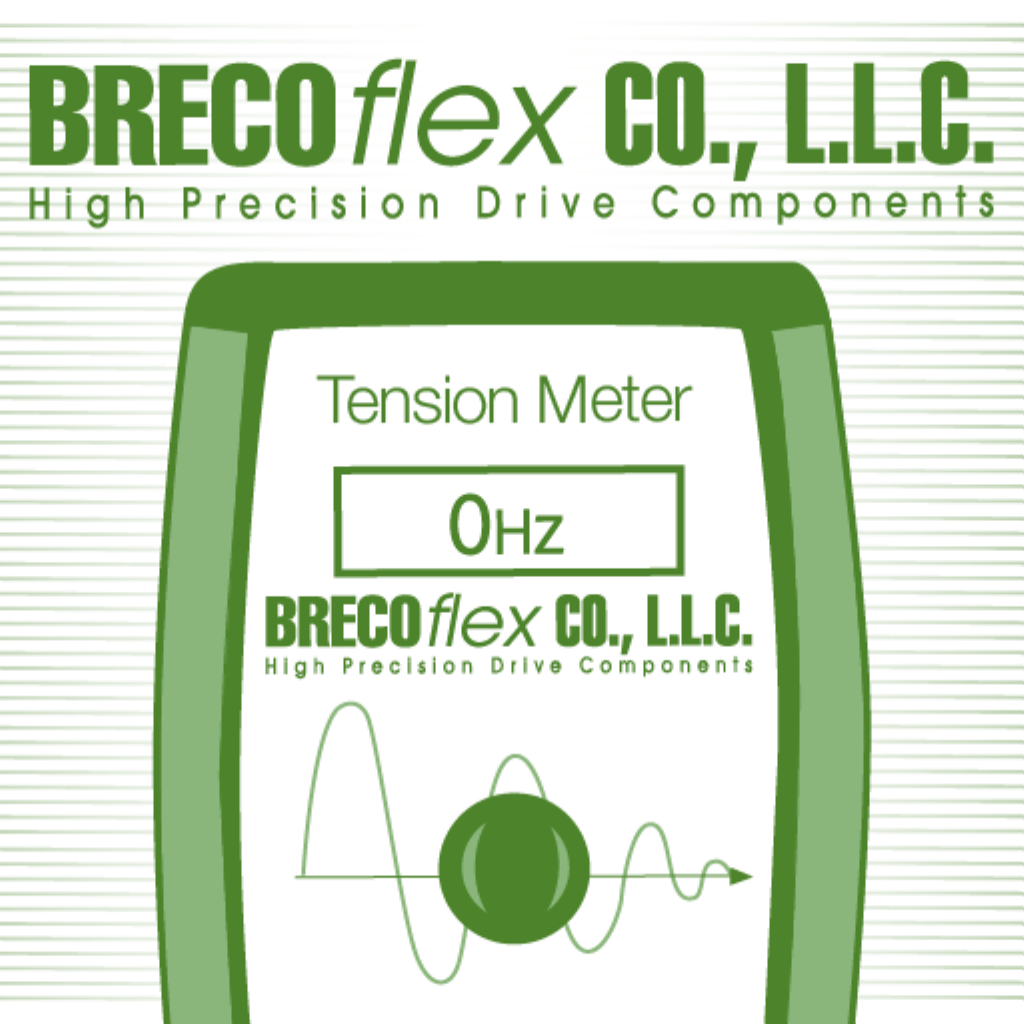 BRECOflex CO., L.L.C.
High Precision Drive Components
Tension Meter
0Hz
BRECOflex CO., L.L.C.
High Precision Drive Components